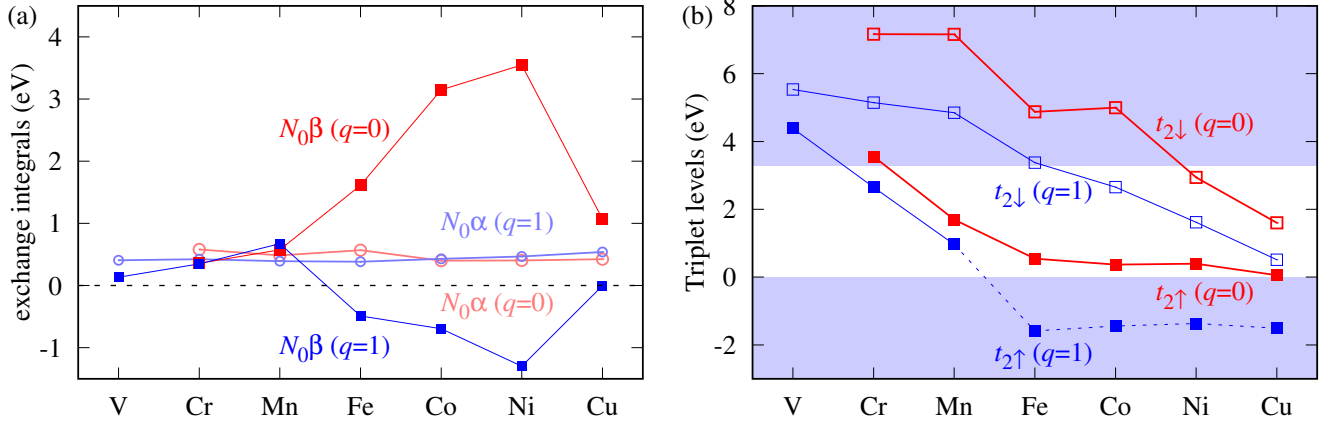 (a)
exchange integrals (eV)
4
3
2
1
0
-1
N₀β (q=0)
N₀α (q=1)
N₀α (q=0)
N₀β (q=1)
V Cr Mn Fe Co Ni Cu
(b)
Triplet levels (eV)
8
6
4
2
0
-2
t₂↓ (q=0)
t₂↓ (q=1)
t₂↑ (q=0)
t₂↑ (q=1)
V Cr Mn Fe Co Ni Cu